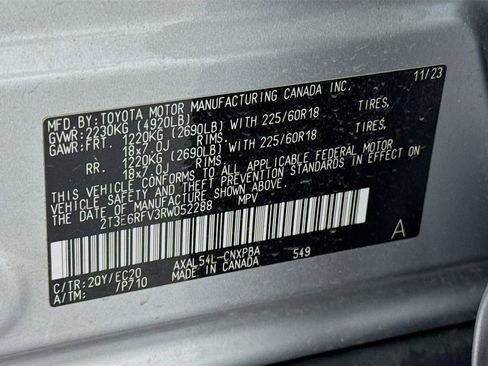 MFD.BY:TOYOTA MOTOR MANUFACTURING CANADA INC. 11/23
GVWR:2230KG (4920LB)
GAWR:FRT. 1220KG (2690LB) WITH 225/60R18 TIRES,
18x7.0J RIMS,
RR. 1220KG (2690LB) WITH 225/60R18 TIRES,
18x7.0J RIMS
THIS VEHICLE CONFORMS TO ALL APPLICABLE FEDERAL MOTOR
VEHICLE SAFETY AND THEFT PREVENTION STANDARDS IN EFFECT ON
THE DATE OF MANUFACTURE SHOWN ABOVE.
2T3E6RFV3RW052288 MPV
A
C/TR:2QY/EC20 AXAL54L-CNXPBA 549
A/TM: /P710 MADE IN CANADA